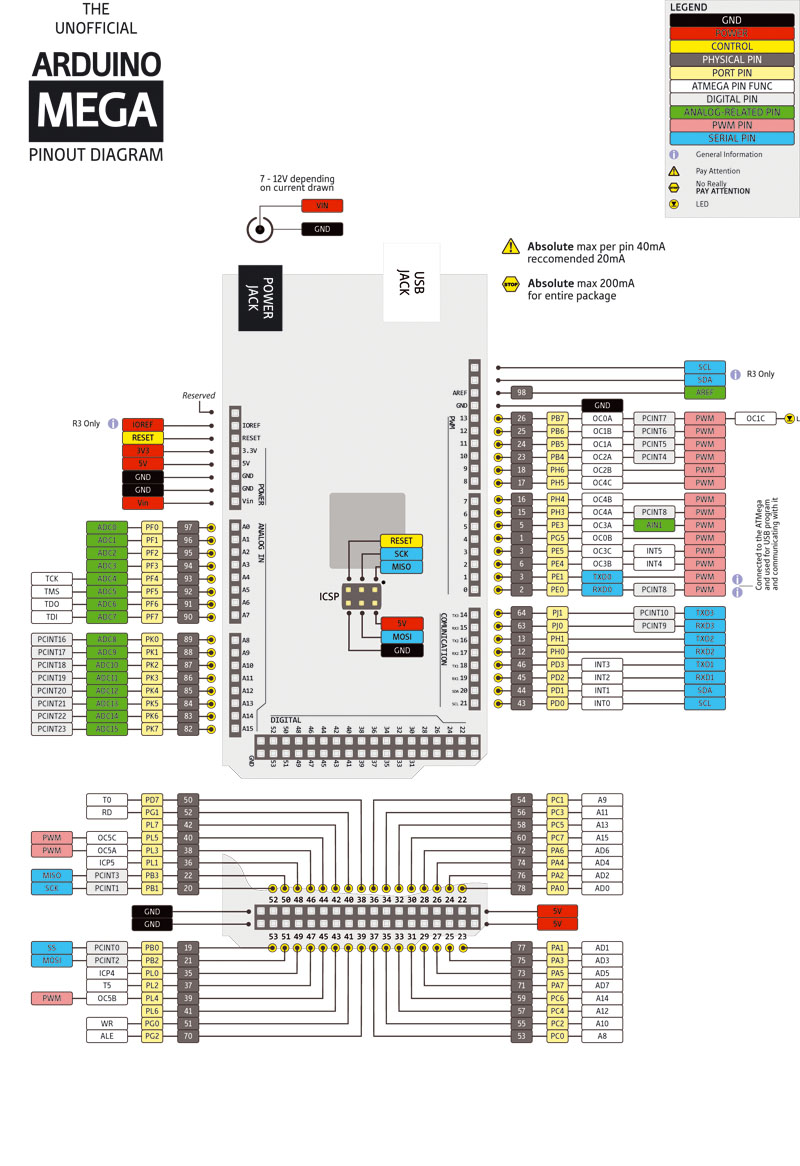 THE
UNOFFICIAL
ARDUINO
MEGA
PINOUT DIAGRAM
LEGEND
GND
POWER
CONTROL
PHYSICAL PIN
PORT PIN
ATMEGA PIN FUNC
DIGITAL PIN
ANALOG-RELATED PIN
PWM PIN
SERIAL PIN
General Information
Pay Attention
STOP No Really
PAY ATTENTION
LED
7 - 12V depending
on current drawn
VIN
GND
Absolute max per pin 40mA
reccomended 20mA
STOP Absolute max 200mA
for entire package
POWER
JACK
USB
JACK
SCL
SDA
R3 Only
98 AREF
GND
26 PB7 OC0A PCINT7 PWM OC1C L
25 PB6 OC1B PCINT6 PWM
24 PB5 OC1A PCINT5 PWM
23 PB4 OC2A PCINT4 PWM
18 PH6 OC2B PWM
17 PH5 OC4C PWM
16 PH4 OC4B PWM
15 PH3 OC4A PCINT8 PWM
5 PE3 OC3A AIN1 PWM
1 PG5 OC0B PWM
3 PE5 OC3C INT5 PWM
6 PE4 OC3B INT6 PWM
3 PE1 TXD0 PWM
2 PE0 RXD0 PCINT8 PWM
Connected to the ATMega
and used for USB program
and communicating with it
64 PJ1 PCINT10 TXD3
63 PJ0 PCINT9 RXD3
13 PH1 TXD2
12 PH0 RXD2
46 PD3 INT3 TXD1
45 PD2 INT2 RXD1
44 PD1 INT1 SDA
43 PD0 INT0 SCL
Reserved
R3 Only
IOREF
RESET
3V3
5V
GND
GND
Vin
ADC0 PF0 97
ADC1 PF1 96
ADC2 PF2 95
ADC3 PF3 94
TCK ADC4 PF4 93
TMS ADC5 PF5 92
TDO ADC6 PF6 91
TDI ADC7 PF7 90
PCINT16 ADC8 PK0 89
PCINT17 ADC9 PK1 88
PCINT18 ADC10 PK2 87
PCINT19 ADC11 PK3 86
PCINT20 ADC12 PK4 85
PCINT21 ADC13 PK5 84
PCINT22 ADC14 PK6 83
PCINT23 ADC15 PK7 82
IOREF
RESET
3.3V
5V
GND
GND
Vin
POWER
A0
A1
A2
A3
A4
A5
A6
A7
ANALOG IN
A8
A9
A10
A11
A12
A13
A14
A15
AREF
GND
13
12
11
10
9
8
PWM
7
6
5
4
3
2
1
0
TX3 14
RX3 15
TX2 16
RX2 17
TX1 18
RX1 19
SDA 20
SCL 21
COMUNICATION
RESET
SCK
MISO
ICSP
5V
MOSI
GND
DIGITAL
52 50 48 46 44 42 40 38 36 34 32 30 28 26 24 22
GND 53 51 49 47 45 43 41 39 37 35 33 31
T0 PD7 50
RD PG1 52
PL7 42
PWM OC5C PL5 40
PWM OC5A PL3 38
ICP5 PL1 36
MISO PCINT3 PB3 22
SCK PCINT1 PB1 20
54 PC1 A9
56 PC3 A11
58 PC5 A13
60 PC7 A15
72 PA6 AD6
74 PA4 AD4
76 PA2 AD2
78 PA0 AD0
52 50 48 46 44 42 40 38 36 34 32 30 28 26 24 22
GND 5V
GND 5V
53 51 49 47 45 43 41 39 37 35 33 31 29 27 25 23
SS PCINT0 PB0 19
MOSI PCINT2 PB2 21
ICP4 PL0 35
T5 PL2 37
PWM OC5B PL4 39
PL6 41
WR PG0 51
ALE PG2 70
77 PA1 AD1
75 PA3 AD3
73 PA5 AD5
71 PA7 AD7
59 PC6 A14
57 PC4 A12
55 PC2 A10
53 PC0 A8